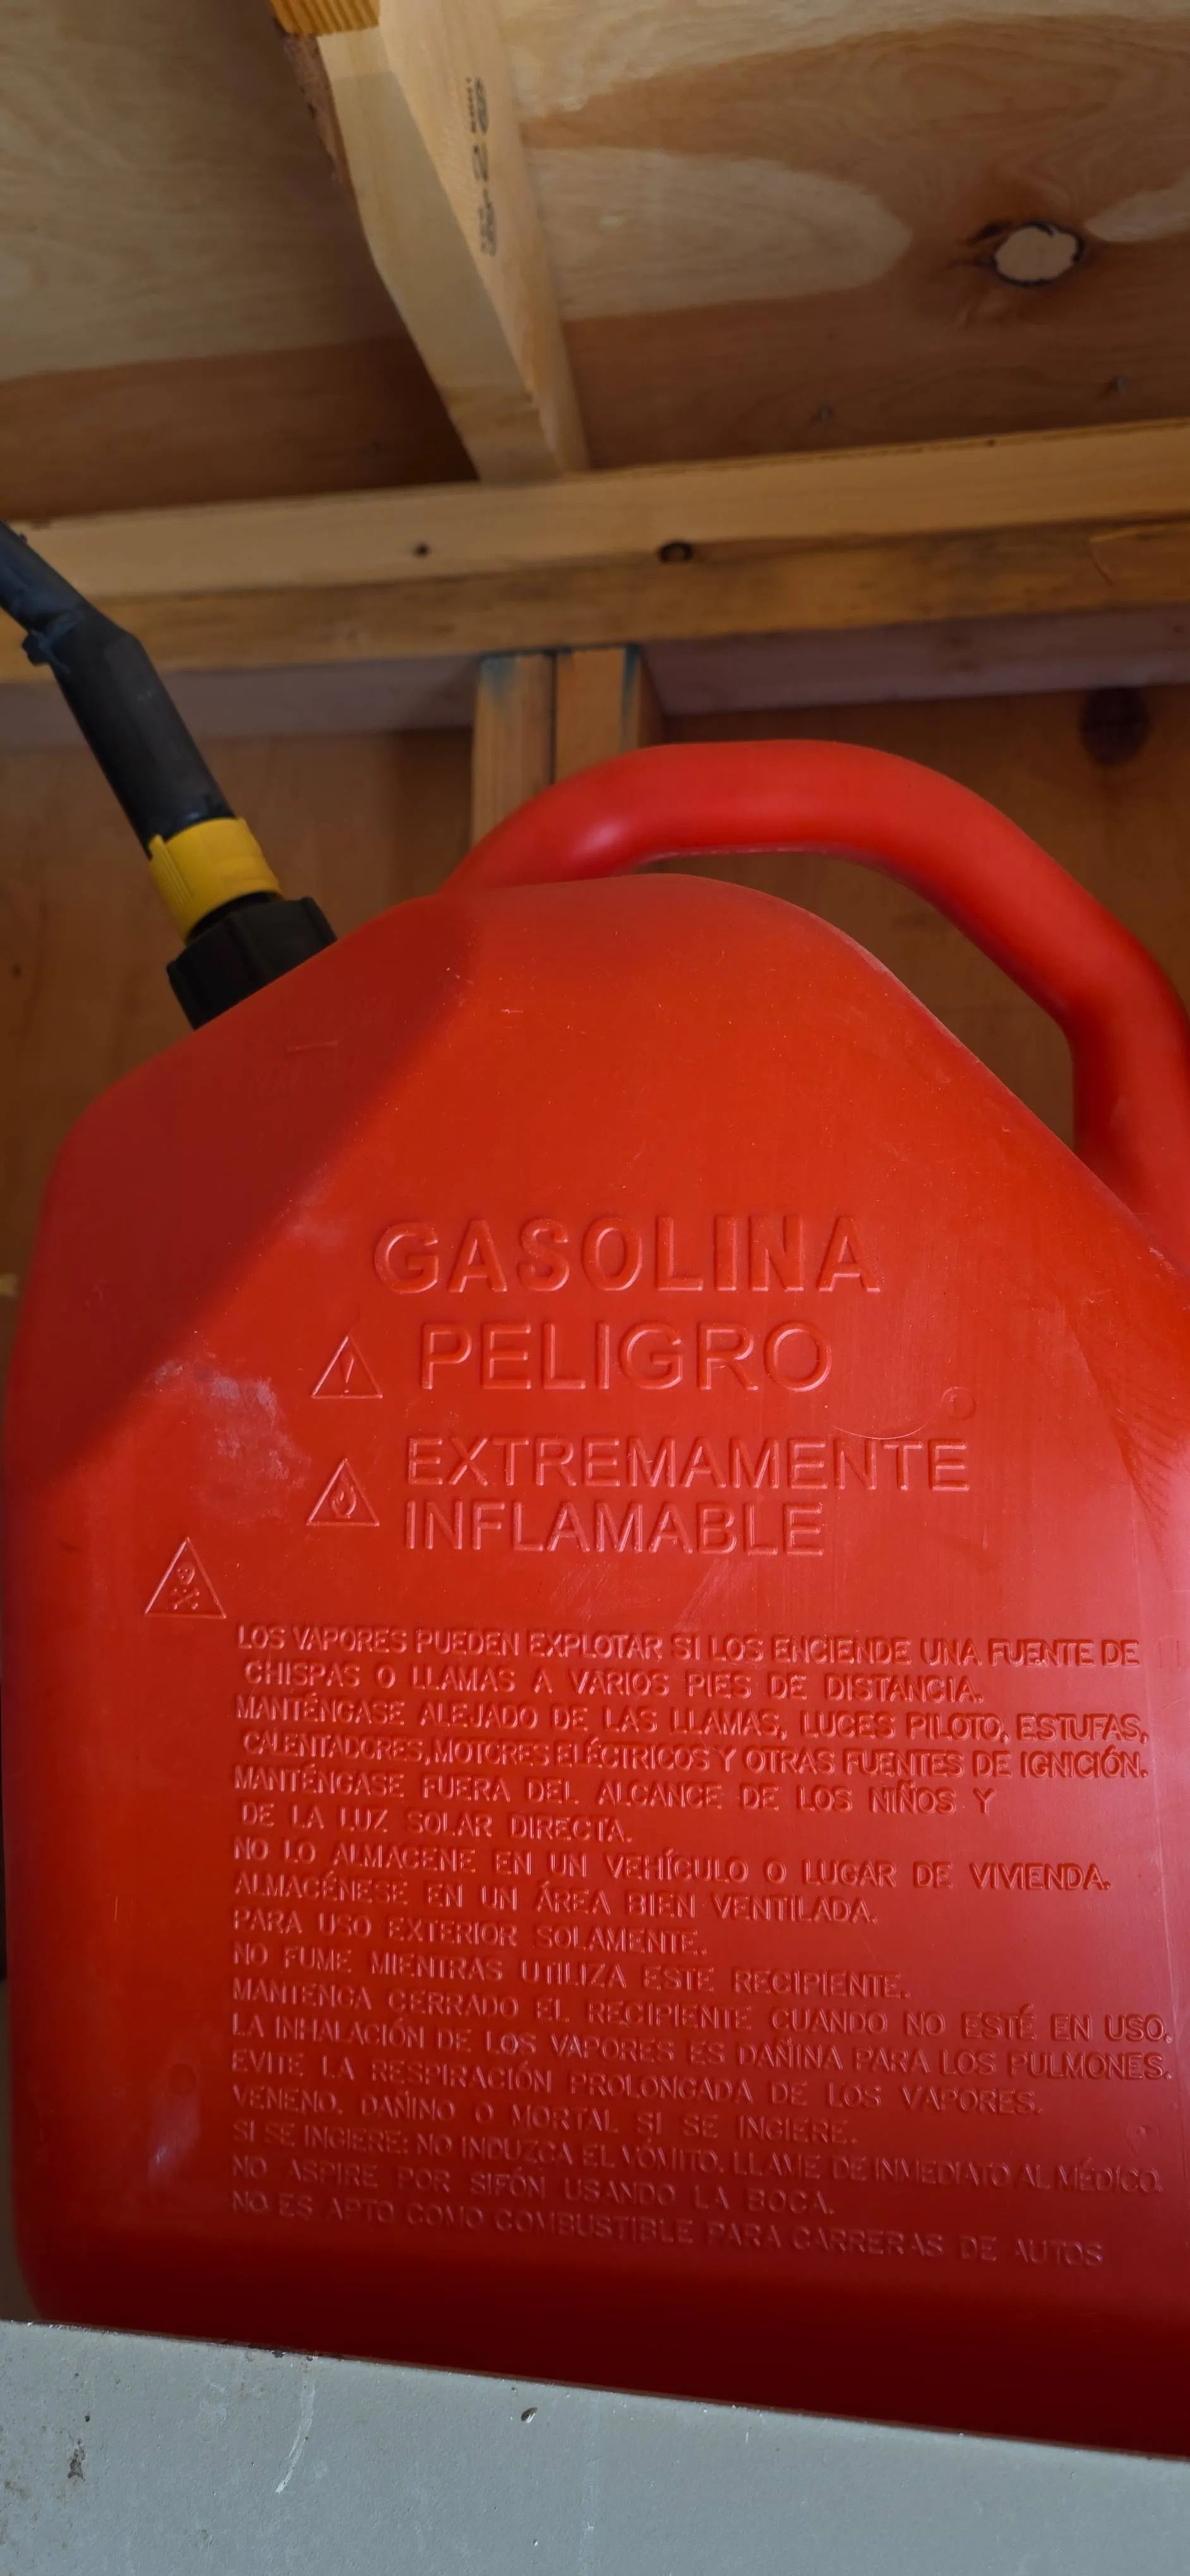 GASOLINA
PELIGRO
EXTREMAMENTE
INFLAMABLE
LOS VAPORES PUEDEN EXPLOTAR SI LOS ENCIENDE UNA FUENTE DE
CHISPAS O LLAMAS A VARIOS PIES DE DISTANCIA.
MANTÉNGASE ALEJADO DE LAS LLAMAS, LUCES PILOTO, ESTUFAS,
CALENTADORES, MOTORES ELÉCTRICOS Y OTRAS FUENTES DE IGNICIÓN.
MANTÉNGASE FUERA DEL ALCANCE DE LOS NIÑOS Y
DE LA LUZ SOLAR DIRECTA.
NO LO ALMACENE EN UN VEHÍCULO O LUGAR DE VIVIENDA.
ALMACÉNESE EN UN ÁREA BIEN VENTILADA.
PARA USO EXTERIOR SOLAMENTE.
NO FUME MIENTRAS UTILIZA ESTE RECIPIENTE.
MANTENGA CERRADO EL RECIPIENTE CUANDO NO ESTÉ EN USO.
LA INHALACIÓN DE LOS VAPORES ES DAÑINA PARA LOS PULMONES.
EVITE LA RESPIRACIÓN PROLONGADA DE LOS VAPORES.
VENENO. DAÑINO O MORTAL SI SE INGIERE.
SI SE INGIERE: NO INDUZCA EL VÓMITO. LLAME DE INMEDIATO AL MÉDICO.
NO ASPIRE POR SIFÓN USANDO LA BOCA.
NO ES APTO COMO COMBUSTIBLE PARA CARRERAS DE AUTOS